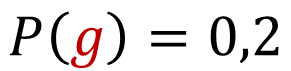 P(g) = 0,2